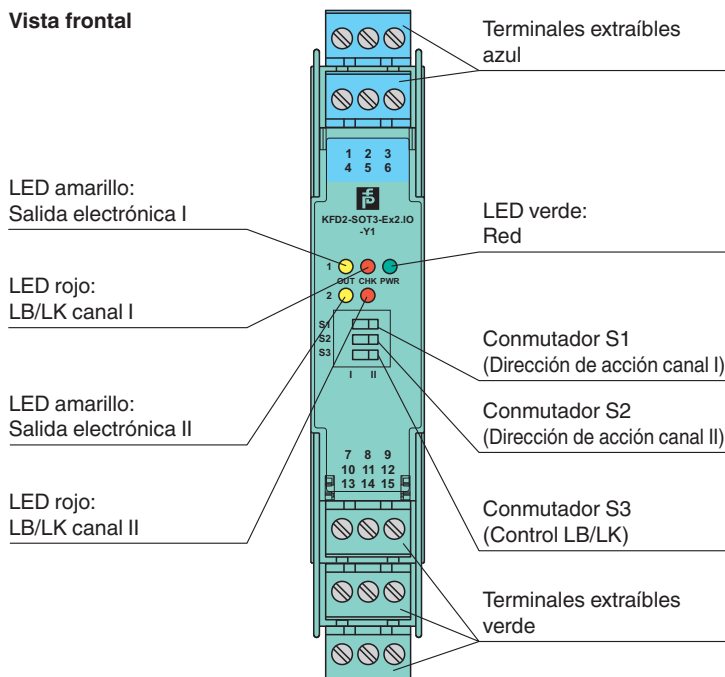 Vista frontal
Terminales extraíbles
azul
1 2 3
4 5 6
LED amarillo:
Salida electrónica I
KFD2-SOT3-Ex2.IO
-Y1
LED verde:
Red
1
OUT CHK PWR
2
LED rojo:
LB/LK canal I
S1
S2
S3
I II
Conmutador S1
(Dirección de acción canal I)
LED amarillo:
Salida electrónica II
Conmutador S2
(Dirección de acción canal II)
7 8 9
10 11 12
13 14 15
LED rojo:
LB/LK canal II
Conmutador S3
(Control LB/LK)
Terminales extraíbles
verde